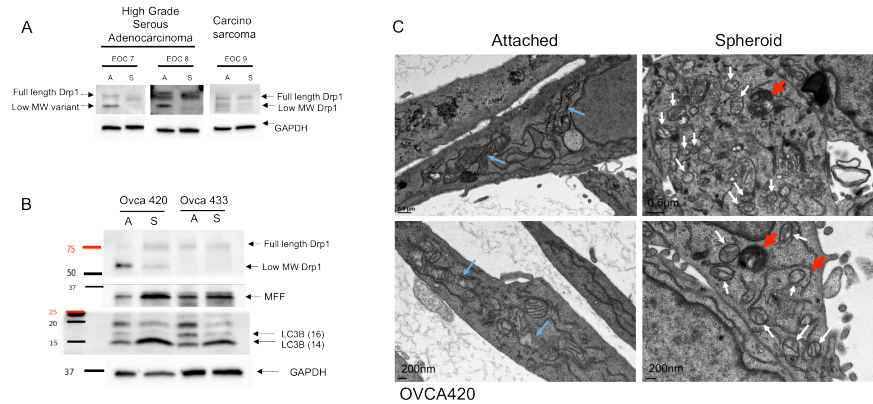 A
High Grade
Serous
Adenocarcinoma
Carcino
sarcoma
EOC 7
EOC 8
EOC 9
A S A S A S
Full length Drp1
Low MW variant
Full length Drp1
Low MW Drp1
GAPDH
B
Ovca 420 Ovca 433
A S A S
75
50
37
25
20
15
37
Full length Drp1
Low MW Drp1
MFF
LC3B (16)
LC3B (14)
GAPDH
C
Attached Spheroid
0.5µm
200nm
200nm
OVCA420